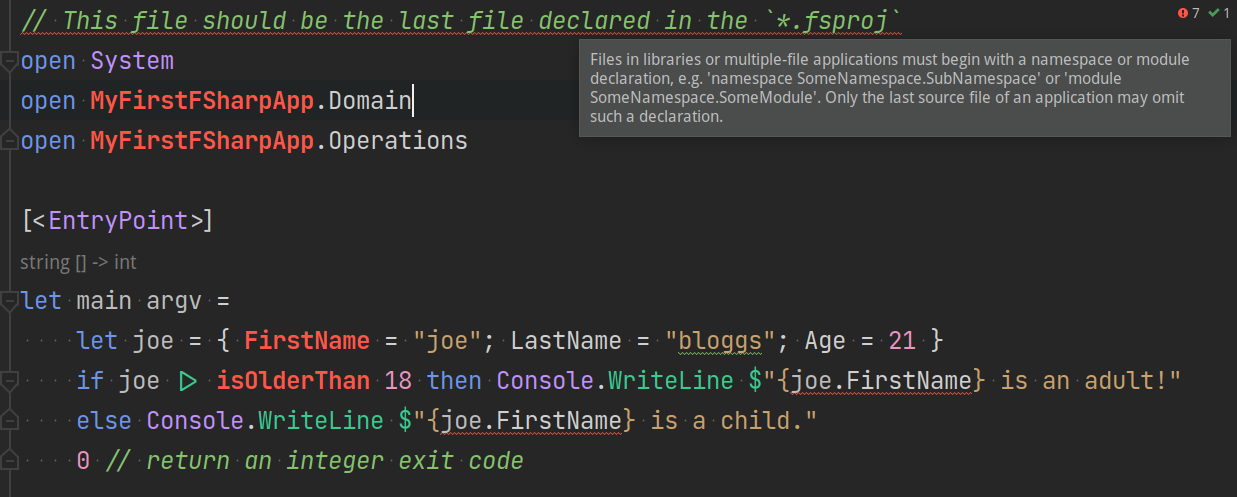 // This file should be the last file declared in the `*.fsproj`
7 1
open System
Files in libraries or multiple-file applications must begin with a namespace or module
declaration, e.g. 'namespace SomeNamespace.SubNamespace' or 'module
SomeNamespace.SomeModule'. Only the last source file of an application may omit
such a declaration.
open MyFirstFSharpApp.Domain
open MyFirstFSharpApp.Operations
[<EntryPoint>]
string [] -> int
let main argv =
let joe = { FirstName = "joe"; LastName = "bloggs"; Age = 21 }
if joe |> isOlderThan 18 then Console.WriteLine $"{joe.FirstName} is an adult!"
else Console.WriteLine $"{joe.FirstName} is a child."
0 // return an integer exit code